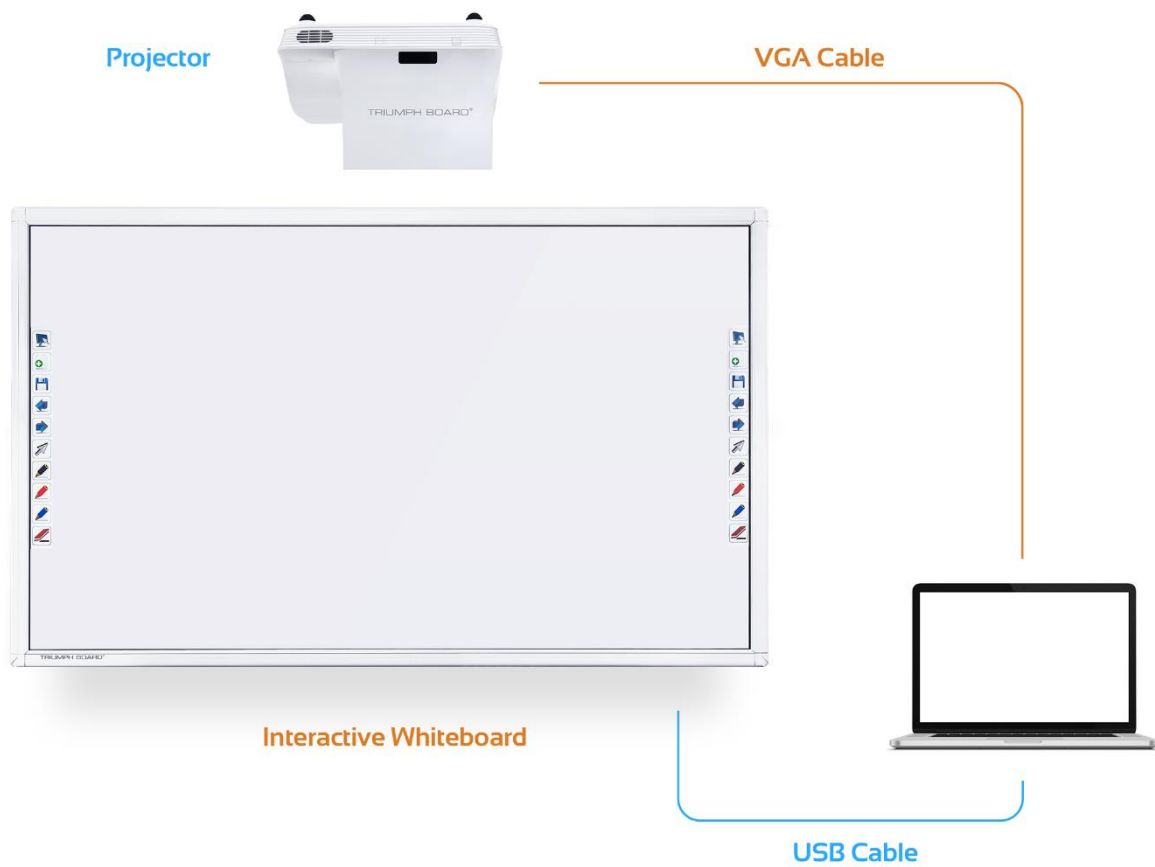 Projector
VGA Cable
TRIUMPH BOARD®
TRIUMPH BOARD®
Interactive Whiteboard
USB Cable